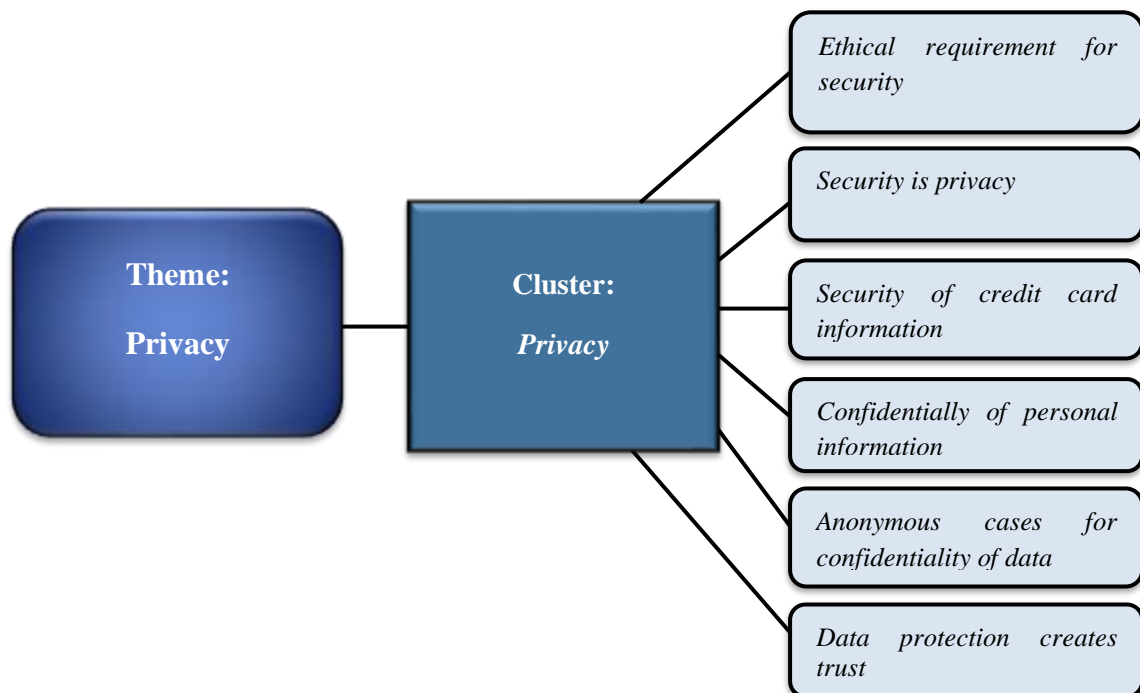 Theme:
Privacy
Cluster:
Privacy
Ethical requirement for
security
Security is privacy
Security of credit card
information
Confidentially of personal
information
Anonymous cases for
confidentiality of data
Data protection creates
trust